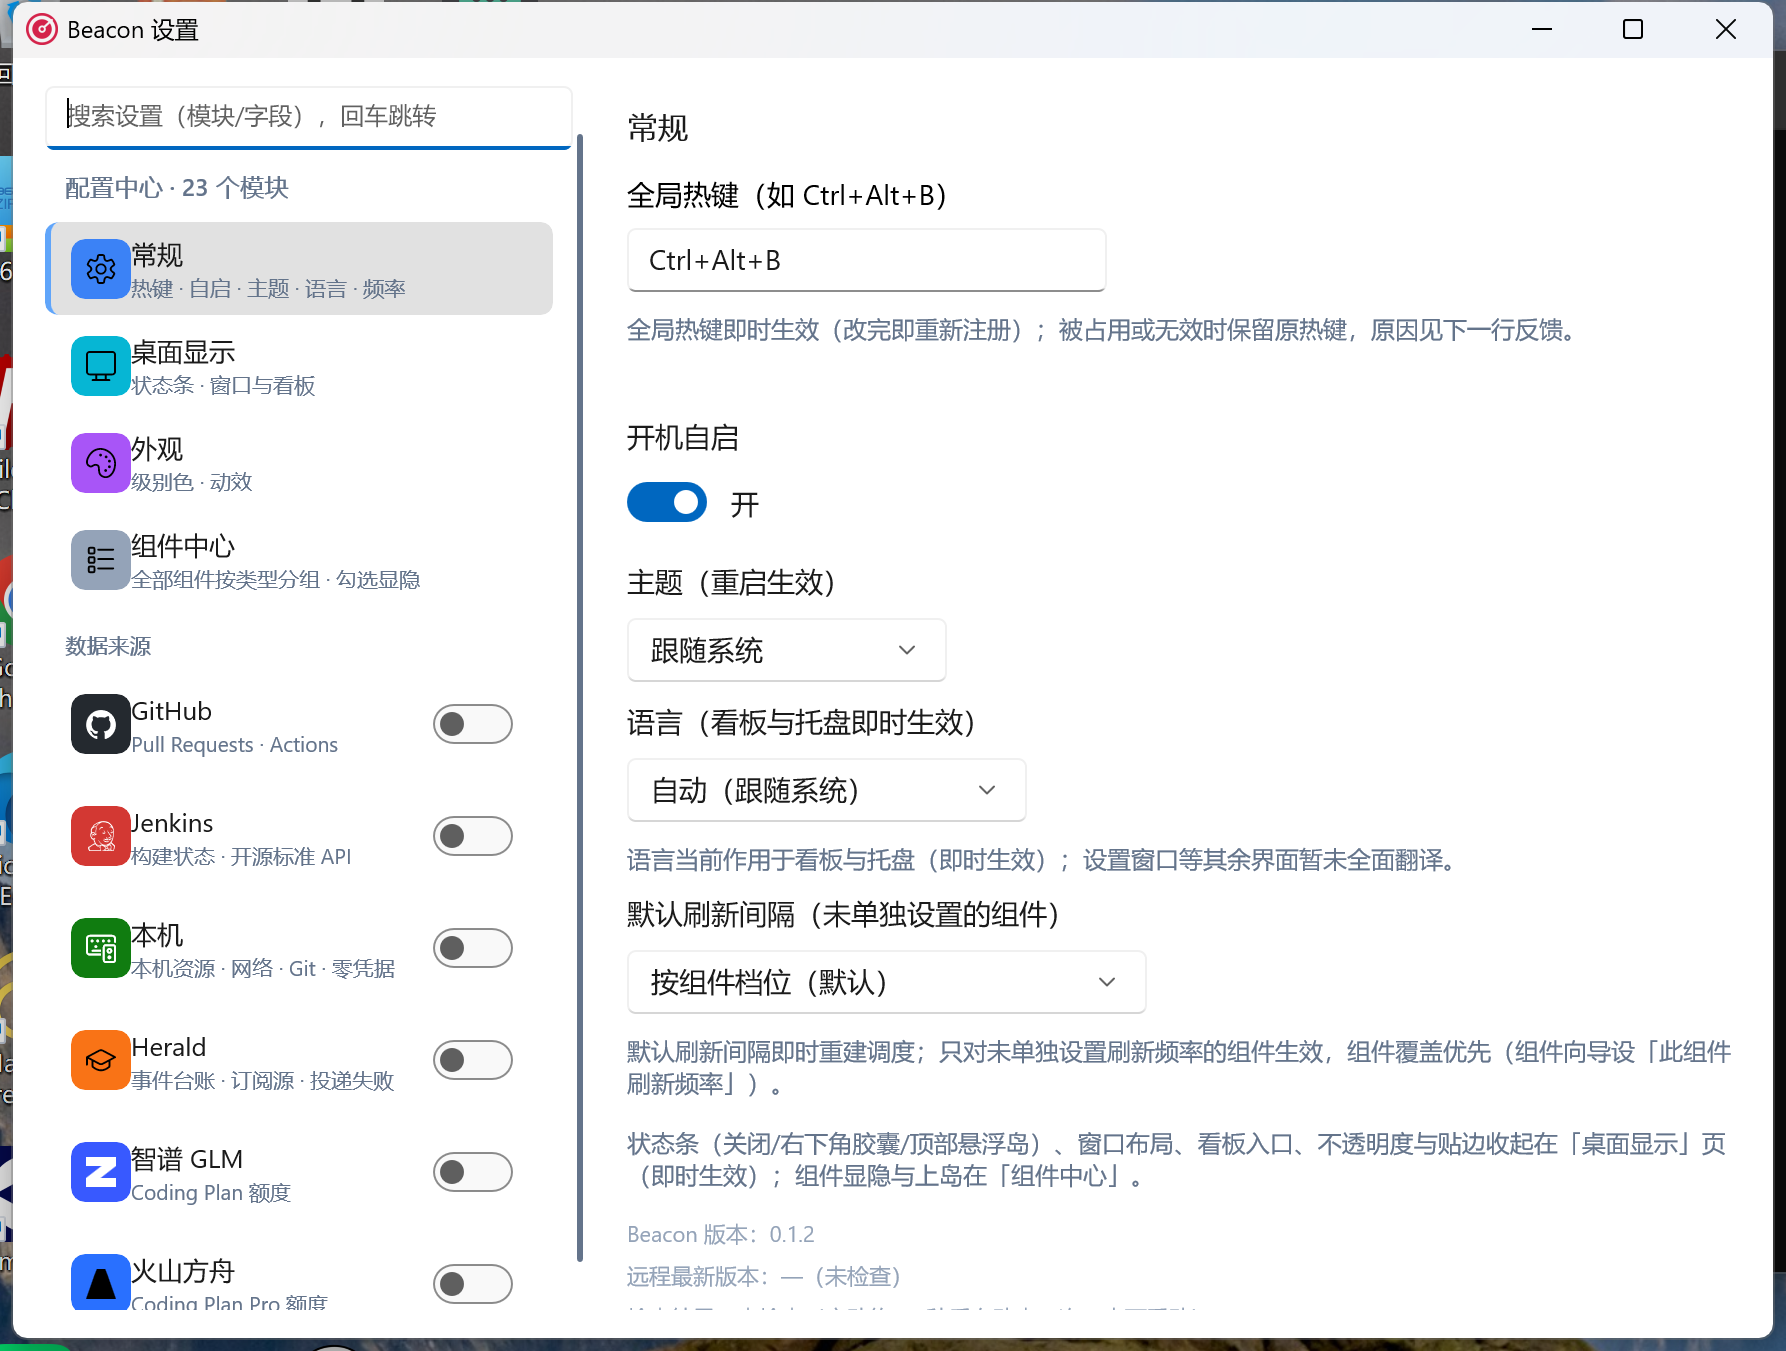 Beacon 设置
搜索设置（模块/字段），回车跳转
配置中心 · 23 个模块
常规
热键 · 自启 · 主题 · 语言 · 频率
桌面显示
状态条 · 窗口与看板
外观
级别色 · 动效
组件中心
全部组件按类型分组 · 勾选显隐
数据来源
GitHub
Pull Requests · Actions
Jenkins
构建状态 · 开源标准 API
本机
本机资源 · 网络 · Git · 零凭据
Herald
事件台账 · 订阅源 · 投递失败
智谱 GLM
Coding Plan 额度
火山方舟
Coding Plan Pro 额度
常规
全局热键（如 Ctrl+Alt+B）
Ctrl+Alt+B
全局热键即时生效（改完即重新注册）；被占用或无效时保留原热键，原因见下一行反馈。
开机自启
开
主题（重启生效）
跟随系统
语言（看板与托盘即时生效）
自动（跟随系统）
语言当前作用于看板与托盘（即时生效）；设置窗口等其余界面暂未全面翻译。
默认刷新间隔（未单独设置的组件）
按组件档位（默认）
默认刷新间隔即时重建调度；只对未单独设置刷新频率的组件生效，组件覆盖优先（组件向导设「此组件
刷新频率」）。
状态条（关闭/右下角胶囊/顶部悬浮岛）、窗口布局、看板入口、不透明度与贴边收起在「桌面显示」页
（即时生效）；组件显隐与上岛在「组件中心」。
Beacon 版本：0.1.2
远程最新版本：—（未检查）